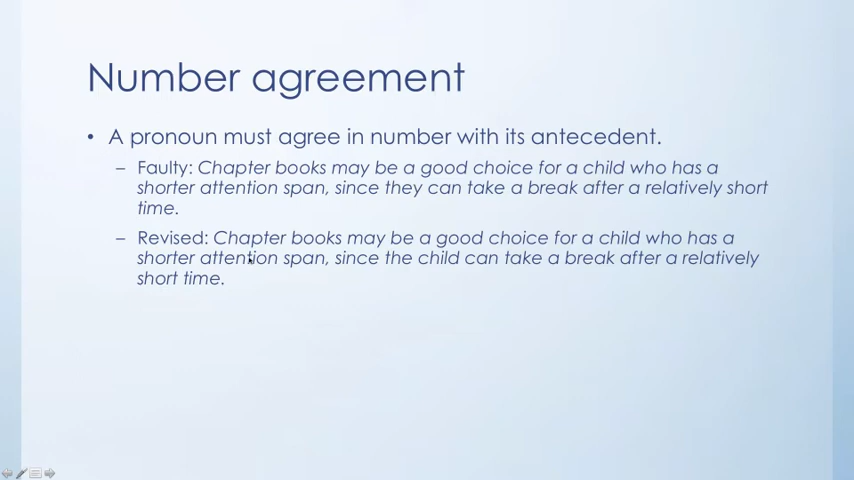 Number agreement
• A pronoun must agree in number with its antecedent.
– Faulty: Chapter books may be a good choice for a child who has a
shorter attention span, since they can take a break after a relatively short
time.
– Revised: Chapter books may be a good choice for a child who has a
shorter attention span, since the child can take a break after a relatively
short time.